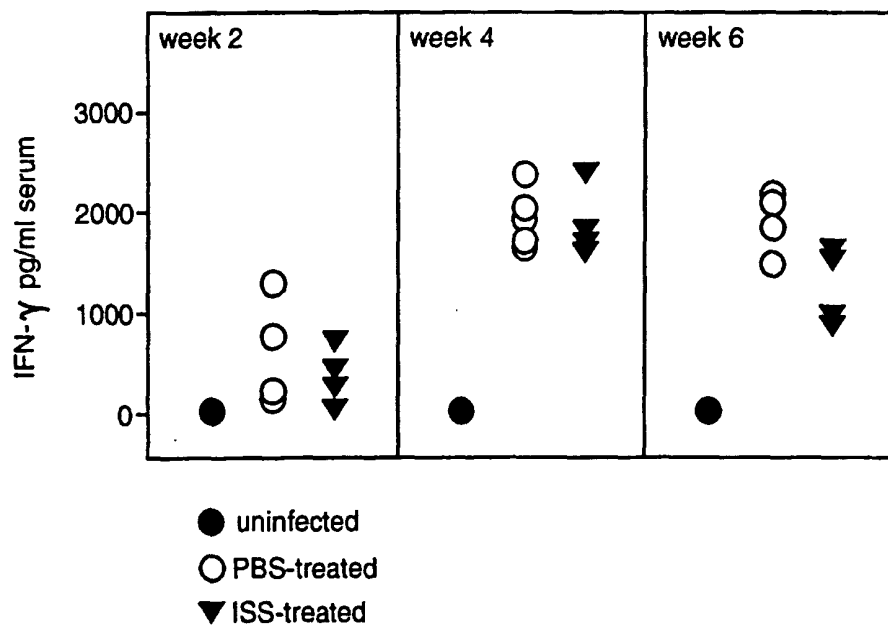 week 2
week 4
week 6
IFN-γ pg/ml serum
3000
2000
1000
0
uninfected
PBS-treated
ISS-treated